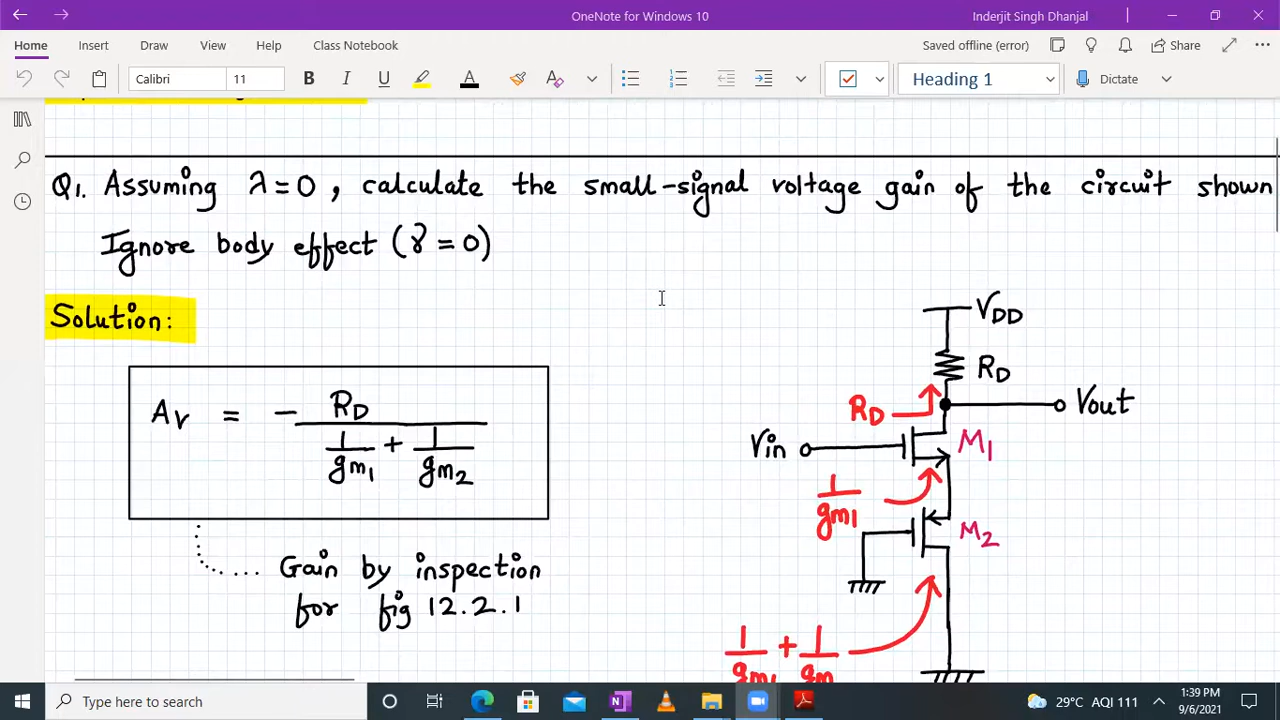 OneNote for Windows 10
Inderjit Singh Dhanjal
Home Insert Draw View Help Class Notebook
Saved offline (error)
Share
Calibri 11 B I U A
Heading 1
Dictate
Q1. Assuming λ=0, calculate the small-signal voltage gain of the circuit shown
Ignore body effect (γ = 0)
Solution:
VDD
RD
Av = - RD
1/gm1 + 1/gm2
RD
Vout
Vin
M1
1/gm1
M2
Gain by inspection
for fig 12.2.1
1/gm1 + 1/gm
Type here to search
29°C AQI 111
1:39 PM
9/6/2021